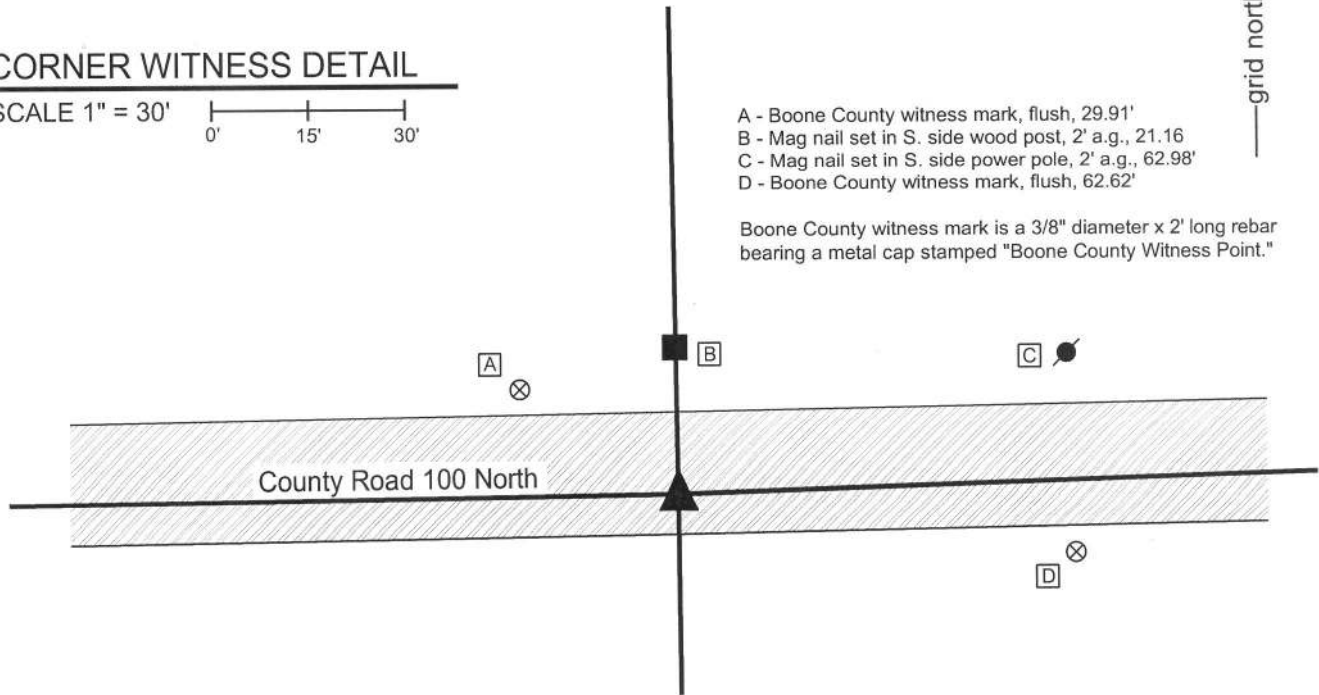 CORNER WITNESS DETAIL
SCALE 1" = 30'
0' 15' 30'
grid nort
A - Boone County witness mark, flush, 29.91'
B - Mag nail set in S. side wood post, 2' a.g., 21.16
C - Mag nail set in S. side power pole, 2' a.g., 62.98'
D - Boone County witness mark, flush, 62.62'
Boone County witness mark is a 3/8" diameter x 2' long rebar
bearing a metal cap stamped "Boone County Witness Point."
A
B
C
County Road 100 North
D